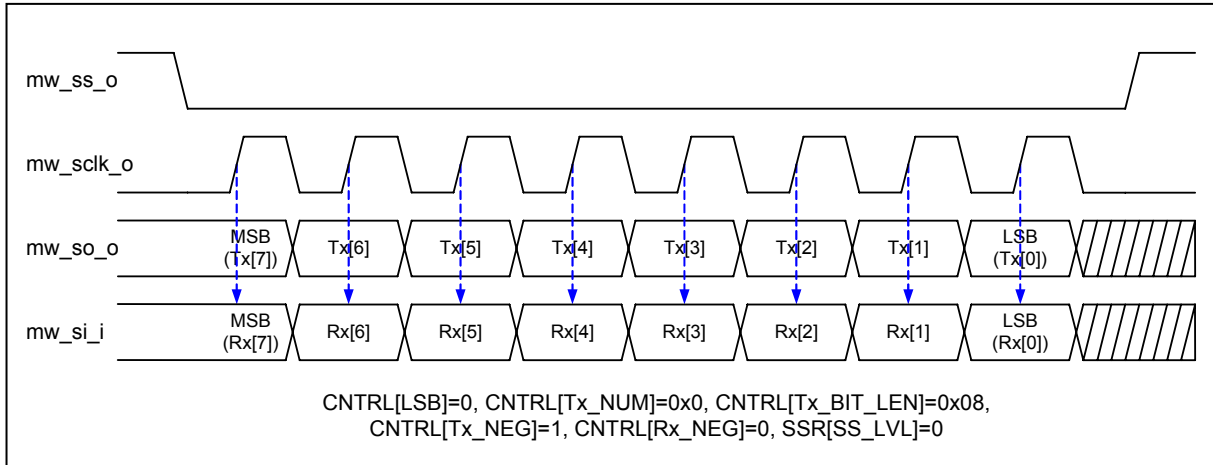 mw_ss_o
mw_sclk_o
mw_so_o
MSB
(Tx[7])
Tx[6]
Tx[5]
Tx[4]
Tx[3]
Tx[2]
Tx[1]
LSB
(Tx[0])
mw_si_i
MSB
(Rx[7])
Rx[6]
Rx[5]
Rx[4]
Rx[3]
Rx[2]
Rx[1]
LSB
(Rx[0])
CNTRL[LSB]=0, CNTRL[Tx_NUM]=0x0, CNTRL[Tx_BIT_LEN]=0x08,
CNTRL[Tx_NEG]=1, CNTRL[Rx_NEG]=0, SSR[SS_LVL]=0